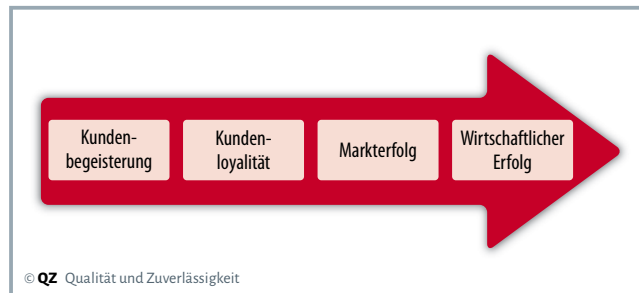 Kunden-
begeisterung
Kunden-
loyalität
Markterfolg
Wirtschaftlicher
Erfolg
© QZ Qualität und Zuverlässigkeit